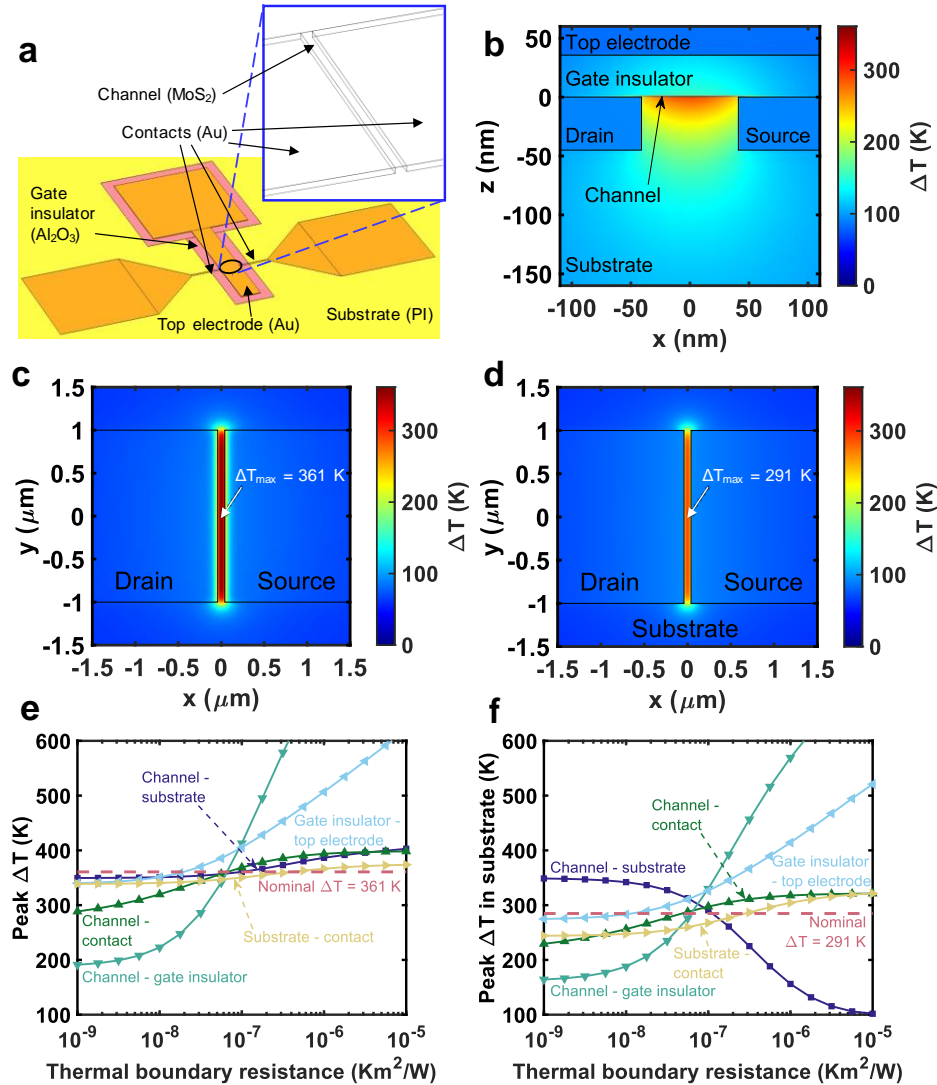 a
Channel (MoS2)
Contacts (Au)
Gate
insulator
(Al2O3)
Top electrode (Au)
Substrate (PI)
b
Top electrode
Gate insulator
Drain
Source
Channel
Substrate
50
0
-50
-100
-150
z (nm)
-100
-50
0
50
100
x (nm)
300
200
100
0
ΔT (K)
c
1.5
1
0.5
0
-0.5
-1
-1.5
y (μm)
ΔTmax = 361 K
Drain
Source
-1.5
-1
-0.5
0
0.5
1
1.5
x (μm)
300
200
100
0
ΔT (K)
d
1.5
1
0.5
0
-0.5
-1
-1.5
y (μm)
ΔTmax = 291 K
Drain
Source
Substrate
-1.5
-1
-0.5
0
0.5
1
1.5
x (μm)
300
200
100
0
ΔT (K)
e
600
500
400
300
200
100
Peak ΔT (K)
Channel -
substrate
Gate insulator -
top electrode
Nominal ΔT = 361 K
Channel -
contact
Substrate - contact
Channel - gate insulator
10-9
10-8
10-7
10-6
10-5
Thermal boundary resistance (Km2/W)
f
600
500
400
300
200
100
Peak ΔT in substrate (K)
Channel -
contact
Channel - substrate
Gate insulator
- top electrode
Nominal
ΔT = 291 K
Substrate -
contact
Channel - gate insulator
10-9
10-8
10-7
10-6
10-5
Thermal boundary resistance (Km2/W)